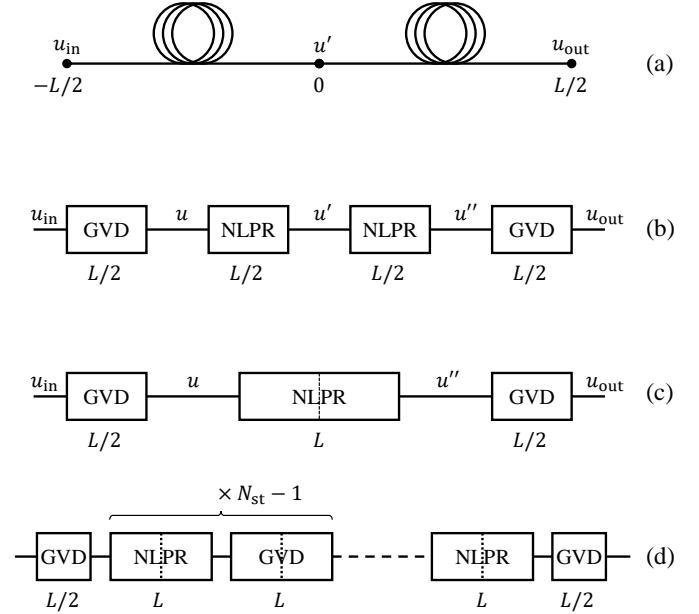 u_in u′ u_out
−L/2 0 L/2 (a)
u_in GVD u NLPR u′ NLPR u″ GVD u_out (b)
L/2 L/2 L/2 L/2
u_in GVD u NLPR u″ GVD u_out (c)
L/2 L L/2
× N_st − 1
GVD NLPR GVD NLPR GVD (d)
L/2 L L L L/2